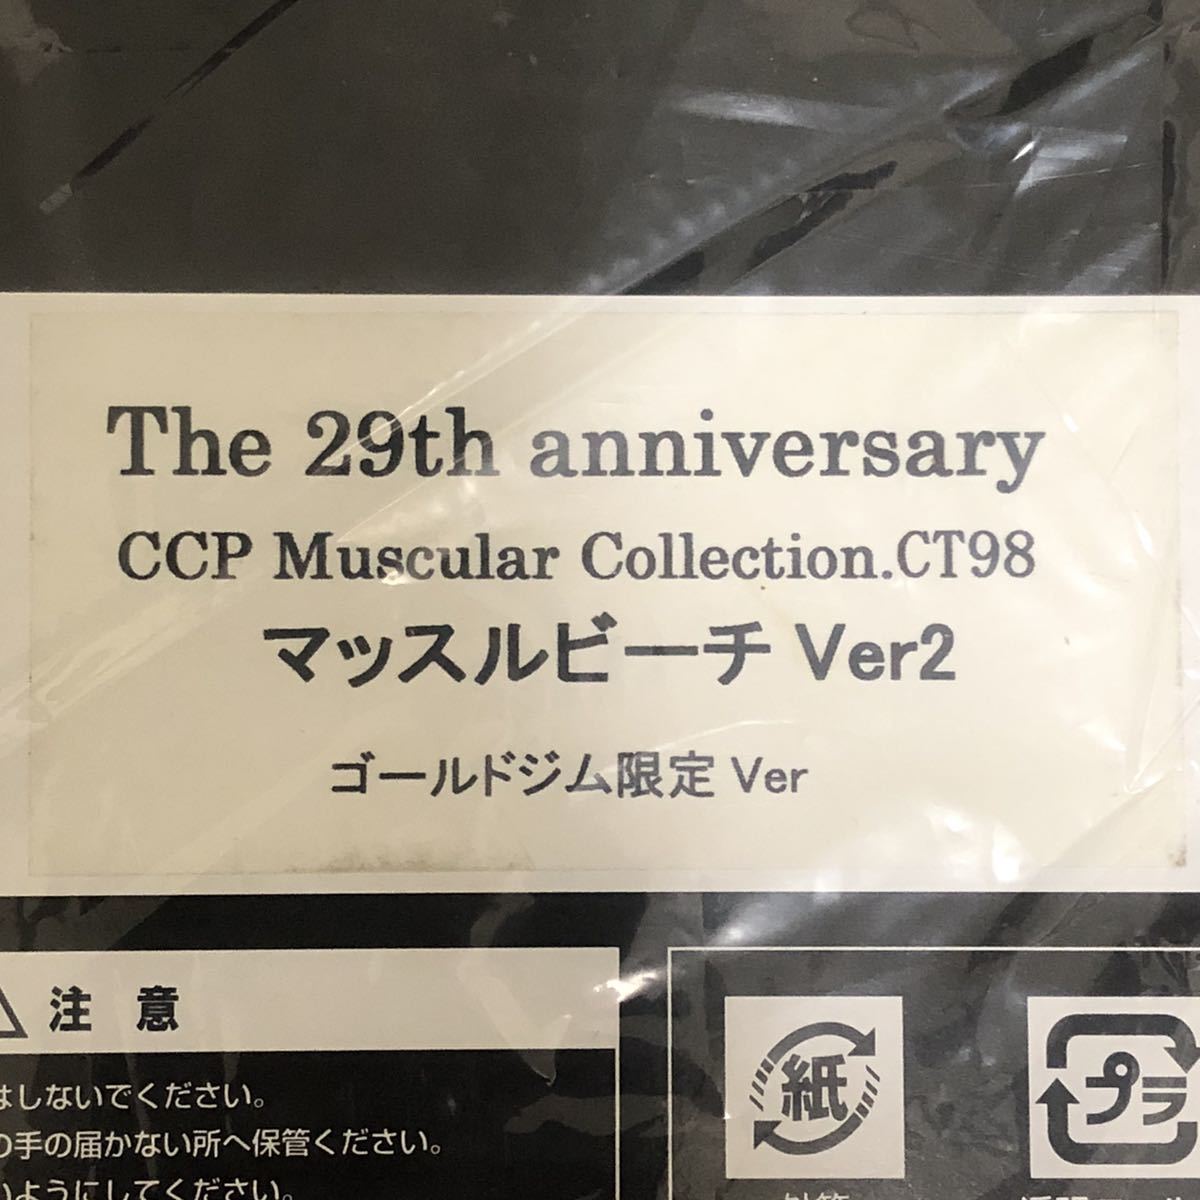 The 29th anniversary
CCP Muscular Collection.CT98
マッスルビーチ Ver2
ゴールドジム限定 Ver
注 意
はしないでください。
の手の届かない所へ保管ください。
いようにしてください。
紙
プラ